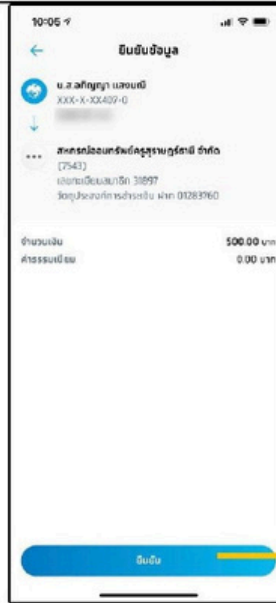 10:05
ยืนยันข้อมูล
น.ส.อภิญญา แสงมณี
XXX-X-XX407-0
สหกรณ์ออมทรัพย์ครูสุราษฎร์ธานี จำกัด
(7543)
เลขทะเบียนสมาชิก 31897
วัตถุประสงค์การชำระเงิน ฝาก 01283760
จำนวนเงิน 500.00 บาท
ค่าธรรมเนียม 0.00 บาท
ยืนยัน